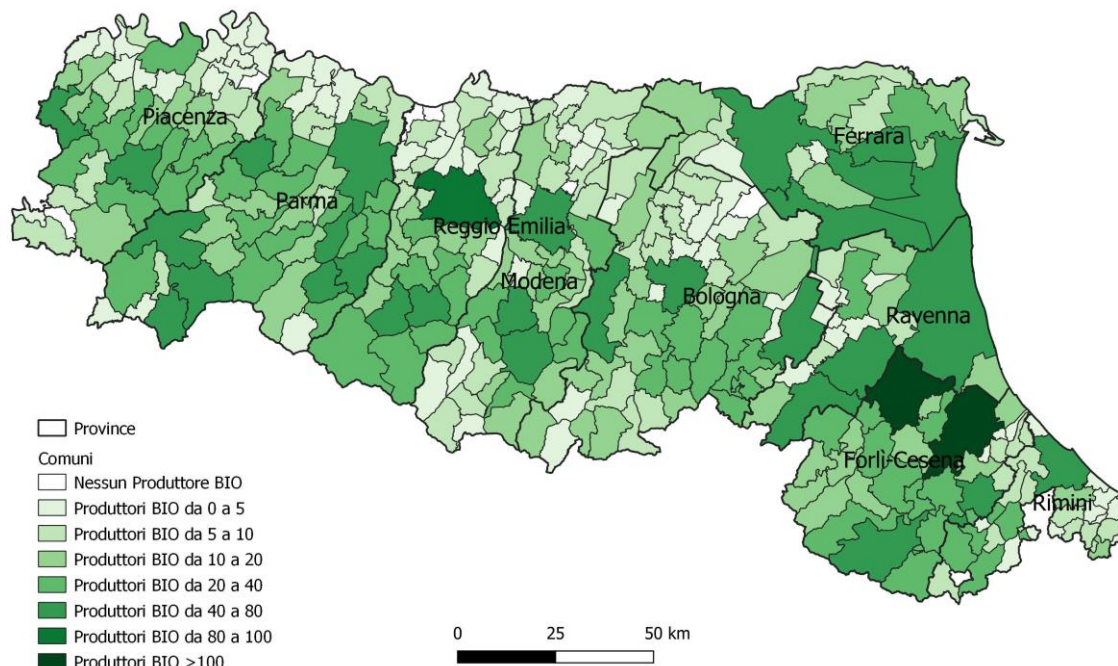 Piacenza
Parma
Reggio Emilia
Modena
Bologna
Ferrara
Ravenna
Forlì-Cesena
Rimini
Province
Comuni
Nessun Produttore BIO
Produttori BIO da 0 a 5
Produttori BIO da 5 a 10
Produttori BIO da 10 a 20
Produttori BIO da 20 a 40
Produttori BIO da 40 a 80
Produttori BIO da 80 a 100
Produttori BIO >100
0 25 50 km